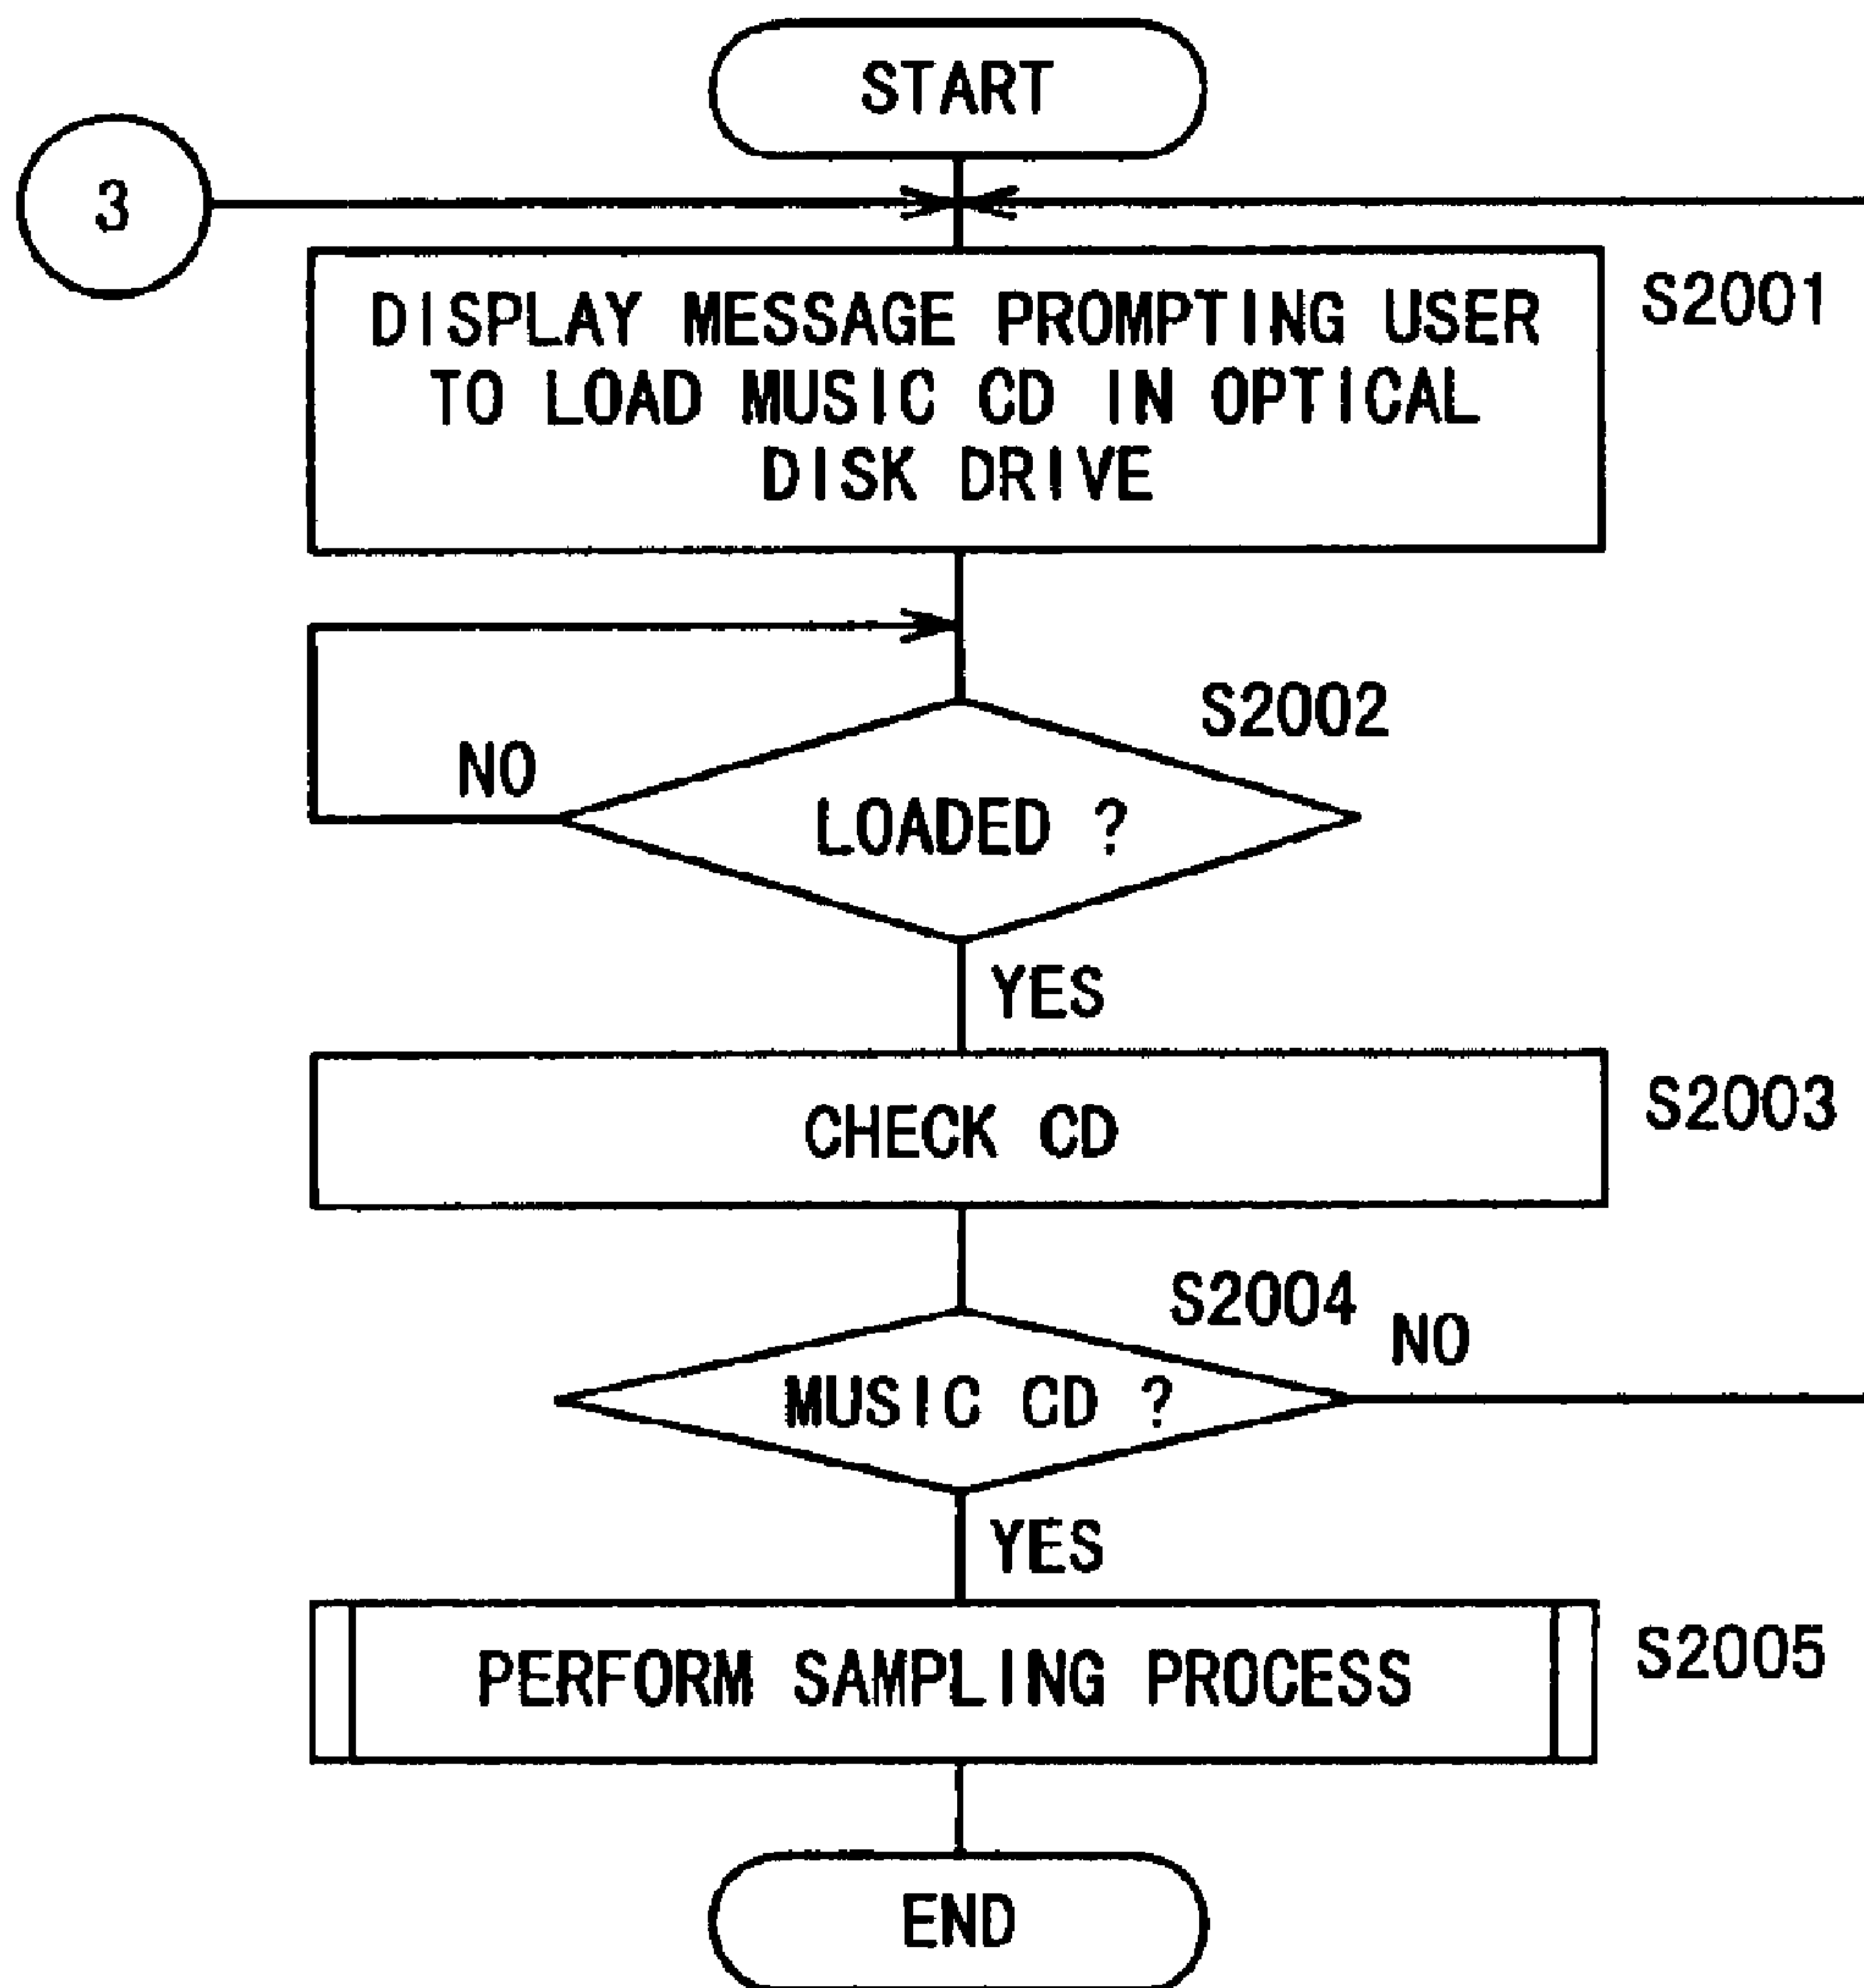 START
3
DISPLAY MESSAGE PROMPTING USER
TO LOAD MUSIC CD IN OPTICAL
DISK DRIVE
S2001
S2002
NO
LOADED ?
YES
CHECK CD
S2003
S2004
NO
MUSIC CD ?
YES
PERFORM SAMPLING PROCESS
S2005
END